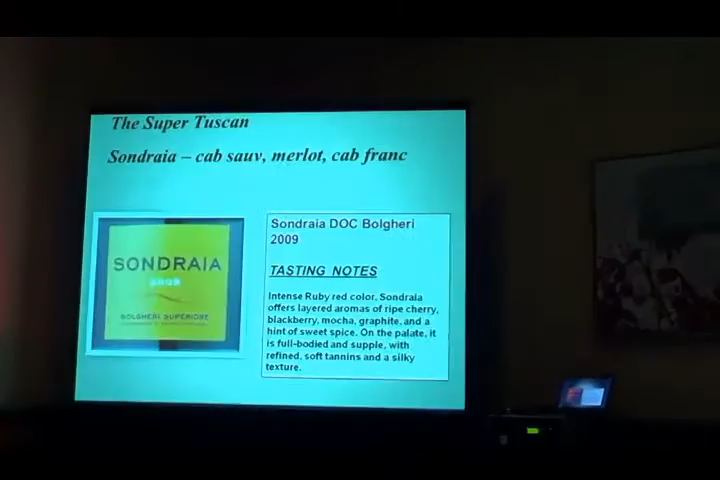 The Super Tuscan
Sondraia – cab sauv, merlot, cab franc
SONDRAIA
2009
BOLGHERI SUPERIORE
Sondraia DOC Bolgheri
2009
TASTING NOTES
Intense Ruby red color. Sondraia
offers layered aromas of ripe cherry,
blackberry, mocha, graphite, and a
hint of sweet spice. On the palate, it
is full-bodied and supple, with
refined, soft tannins and a silky
texture.